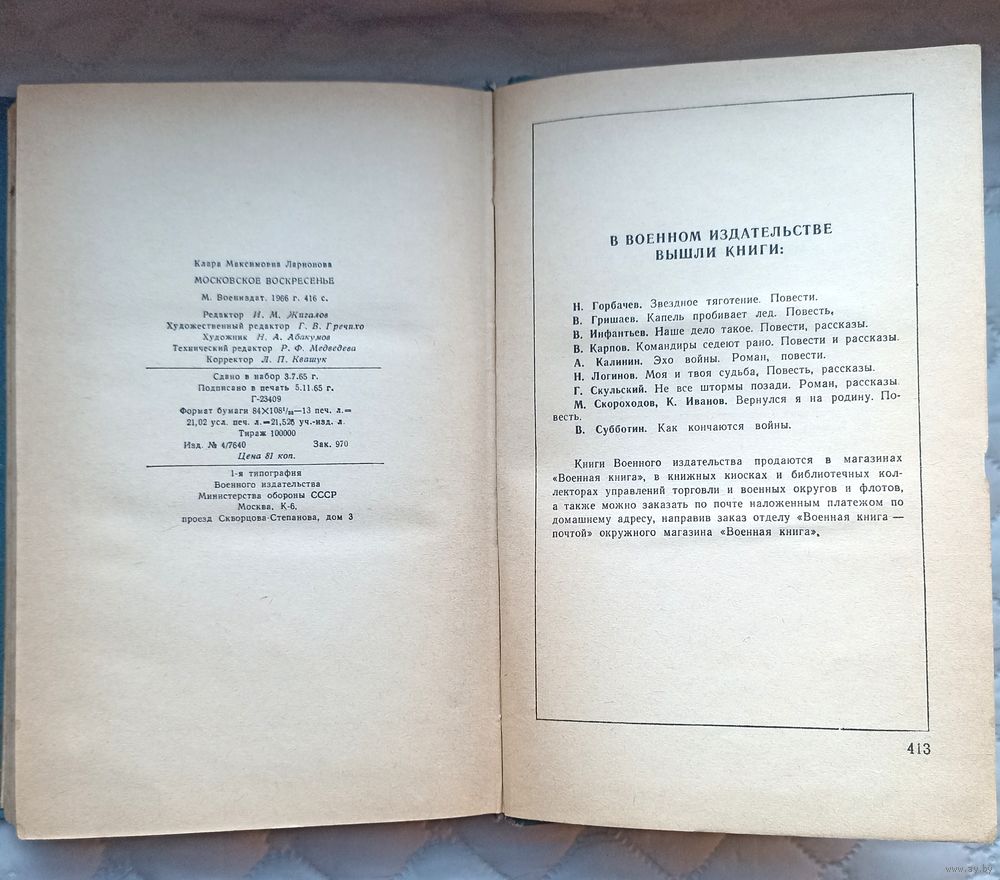 Клара Максимовна Ларионова
МОСКОВСКОЕ ВОСКРЕСЕНЬЕ
М. Воениздат. 1966 г. 416 с.
Редактор И. М. Жигалов
Художественный редактор Г. В. Гречихо
Художник Н. А. Абакумов
Технический редактор Р. Ф. Медведева
Корректор Л. П. Квашук
Сдано в набор 3.7.65 г.
Подписано в печать 5.11.65 г.
Г-23409
Формат бумаги 84×108¹/₃₂—13 печ. л.=
21,02 усл. печ. л.=21,526 уч.-изд. л.
Тираж 100000
Изд. № 4/7640 Зак. 970
Цена 81 коп.
1-я типография
Военного издательства
Министерства обороны СССР
Москва, К-6,
проезд Скворцова-Степанова, дом 3
В ВОЕННОМ ИЗДАТЕЛЬСТВЕ
ВЫШЛИ КНИГИ:
Н. Горбачев. Звездное тяготение. Повести.
В. Гришаев. Капель пробивает лед. Повесть,
В. Инфантьев. Наше дело такое. Повести, рассказы.
В. Карпов. Командиры седеют рано. Повести и рассказы.
А. Калинин. Эхо войны. Роман, повести.
Н. Логинов. Моя и твоя судьба, Повесть, рассказы.
Г. Скульский. Не все штормы позади. Роман, рассказы
М. Скороходов, К. Иванов. Вернулся я на родину. По-
весть.
В. Субботин. Как кончаются войны.
Книги Военного издательства продаются в магазинах
«Военная книга», в книжных киосках и библиотечных кол-
лекторах управлений торговли и военных округов и флотов,
а также можно заказать по почте наложенным платежом по
домашнему адресу, направив заказ отделу «Военная книга —
почтой» окружного магазина «Военная книга».
413
www.ay.by